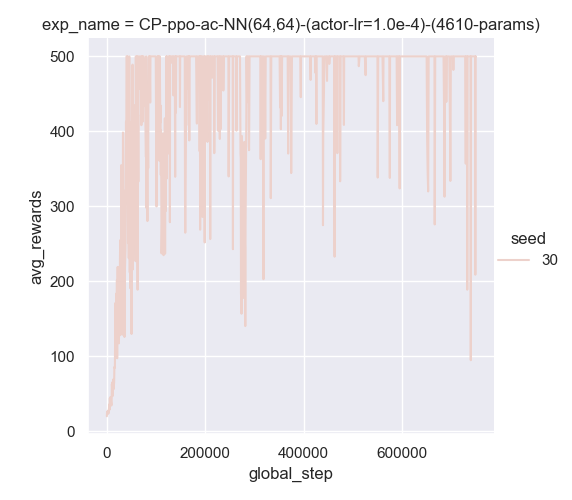 exp_name = CP-ppo-ac-NN(64,64)-(actor-lr=1.0e-4)-(4610-params)
500
400
300
200
100
0
avg_rewards
seed
30
0 200000 400000 600000
global_step